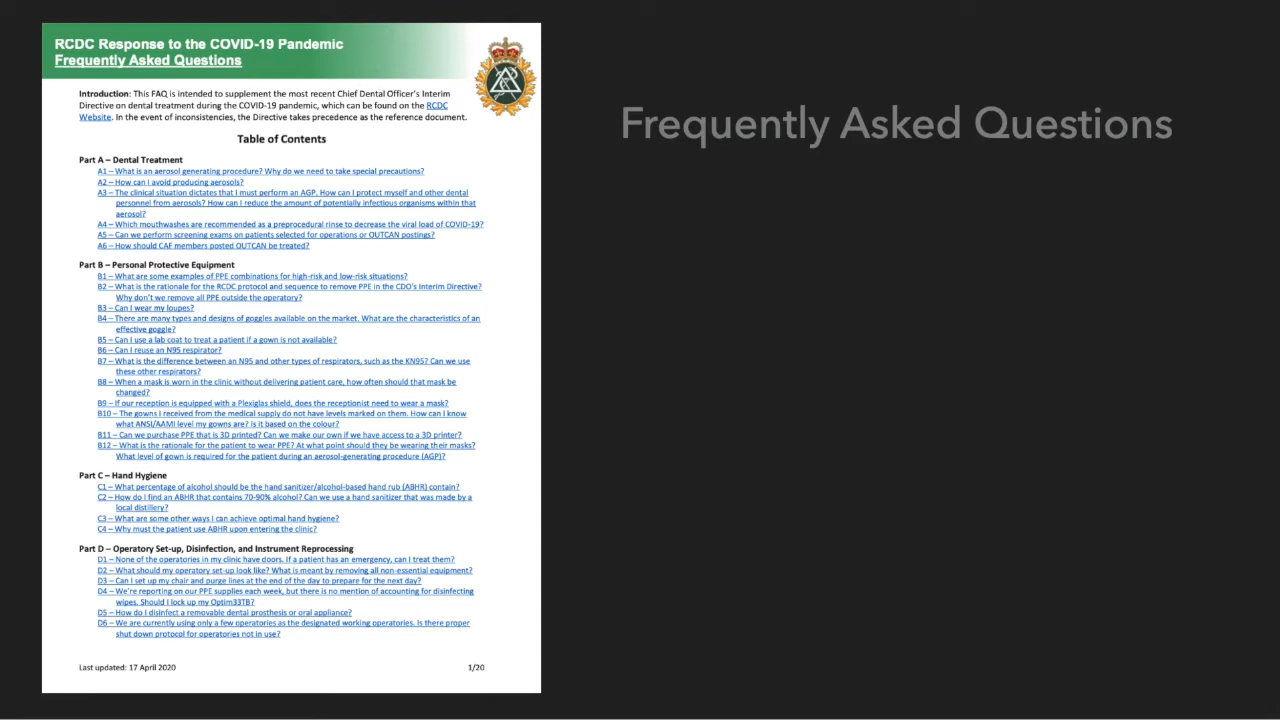 RCDC Response to the COVID-19 Pandemic
Frequently Asked Questions
Introduction: This FAQ is intended to supplement the most recent Chief Dental Officer's Interim
Directive on dental treatment during the COVID-19 pandemic, which can be found on the RCDC
Website. In the event of inconsistencies, the Directive takes precedence as the reference document.
Table of Contents
Part A – Dental Treatment
A1 – What is an aerosol generating procedure? Why do we need to take special precautions?
A2 – How can I avoid producing aerosols?
A3 – The clinical situation dictates that I must perform an AGP. How can I protect myself and other dental
personnel from aerosols? How can I reduce the amount of potentially infectious organisms within that
aerosol?
A4 – Which mouthwashes are recommended as a preprocedural rinse to decrease the viral load of COVID-19?
A5 – Can we perform screening exams on patients selected for operations or OUTCAN postings?
A6 – How should CAF members posted OUTCAN be treated?
Part B – Personal Protective Equipment
B1 – What are some examples of PPE combinations for high-risk and low-risk situations?
B2 – What is the rationale for the RCDC protocol and sequence to remove PPE in the CDO's Interim Directive?
Why don't we remove all PPE outside the operatory?
B3 – Can I wear my loupes?
B4 – There are many types and designs of goggles available on the market. What are the characteristics of an
effective goggle?
B5 – Can I use a lab coat to treat a patient if a gown is not available?
B6 – Can I reuse an N95 respirator?
B7 – What is the difference between an N95 and other types of respirators, such as the KN95? Can we use
these other respirators?
B8 – When a mask is worn in the clinic without delivering patient care, how often should that mask be
changed?
B9 – If our reception is equipped with a Plexiglas shield, does the receptionist need to wear a mask?
B10 – The gowns I received from the medical supply do not have levels marked on them. How can I know
what ANSI/AAMI level my gowns are? Is it based on the colour?
B11 – Can we purchase PPE that is 3D printed? Can we make our own if we have access to a 3D printer?
B12 – What is the rationale for the patient to wear PPE? At what point should they be wearing their masks?
What level of gown is required for the patient during an aerosol-generating procedure (AGP)?
Part C – Hand Hygiene
C1 – What percentage of alcohol should be the hand sanitizer/alcohol-based hand rub (ABHR) contain?
C2 – How do I find an ABHR that contains 70-90% alcohol? Can we use a hand sanitizer that was made by a
local distillery?
C3 – What are some other ways I can achieve optimal hand hygiene?
C4 – Why must the patient use ABHR upon entering the clinic?
Part D – Operatory Set-up, Disinfection, and Instrument Reprocessing
D1 – None of the operatories in my clinic have doors. If a patient has an emergency, can I treat them?
D2 – What should my operatory set-up look like? What is meant by removing all non-essential equipment?
D3 – Can I set up my chair and purge lines at the end of the day to prepare for the next day?
D4 – We're reporting on our PPE supplies each week, but there is no mention of accounting for disinfecting
wipes. Should I lock up my Optim33TB?
D5 – How do I disinfect a removable dental prosthesis or oral appliance?
D6 – We are currently using only a few operatories as the designated working operatories. Is there proper
shut down protocol for operatories not in use?
Last updated: 17 April 2020
1/20
Frequently Asked Questions